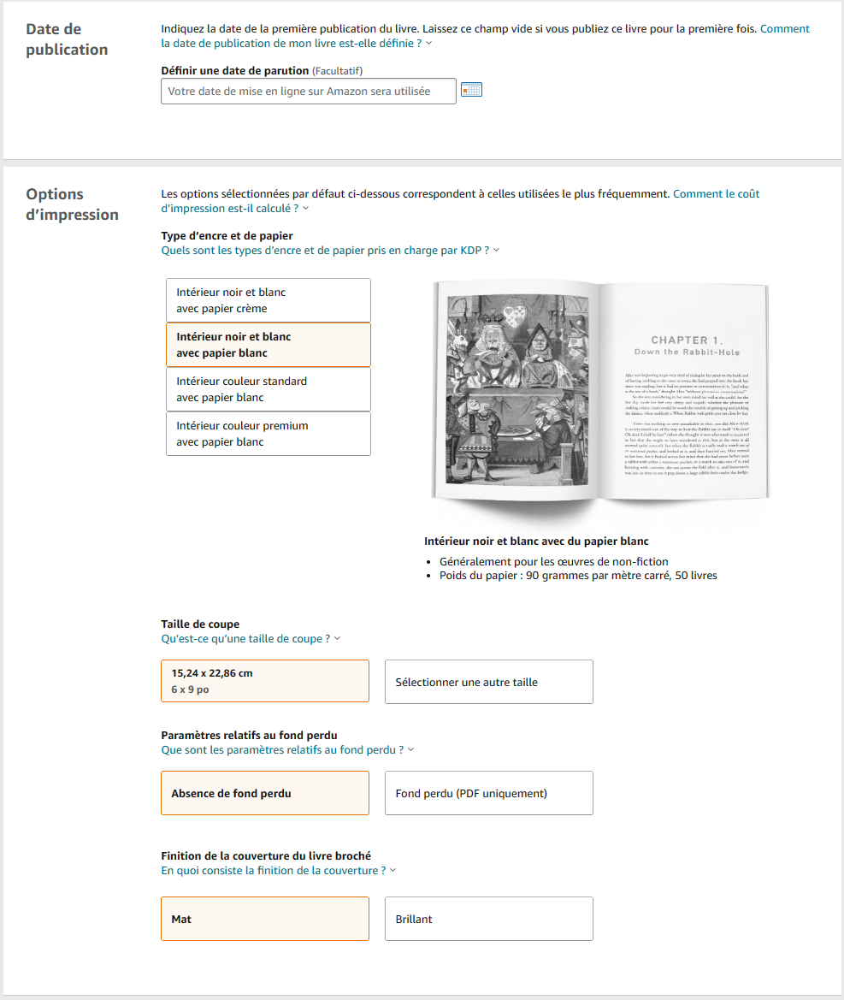 Date de
publication
Indiquez la date de la première publication du livre. Laissez ce champ vide si vous publiez ce livre pour la première fois. Comment
la date de publication de mon livre est-elle définie ?
Définir une date de parution (Facultatif)
Votre date de mise en ligne sur Amazon sera utilisée
Options
d’impression
Les options sélectionnées par défaut ci-dessous correspondent à celles utilisées le plus fréquemment. Comment le coût
d’impression est-il calculé ?
Type d’encre et de papier
Quels sont les types d’encre et de papier pris en charge par KDP ?
Intérieur noir et blanc
avec papier crème
Intérieur noir et blanc
avec papier blanc
Intérieur couleur standard
avec papier blanc
Intérieur couleur premium
avec papier blanc
CHAPTER 1.
Down the Rabbit-Hole
Intérieur noir et blanc avec du papier blanc
• Généralement pour les œuvres de non-fiction
• Poids du papier : 90 grammes par mètre carré, 50 livres
Taille de coupe
Qu’est-ce qu’une taille de coupe ?
15,24 x 22,86 cm
6 x 9 po
Sélectionner une autre taille
Paramètres relatifs au fond perdu
Que sont les paramètres relatifs au fond perdu ?
Absence de fond perdu
Fond perdu (PDF uniquement)
Finition de la couverture du livre broché
En quoi consiste la finition de la couverture ?
Mat
Brillant